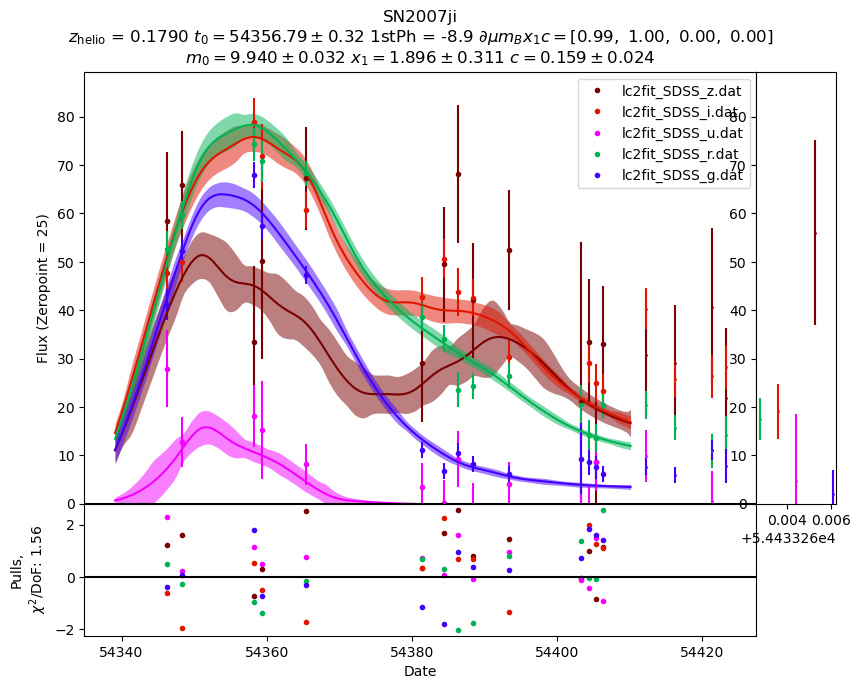 SN2007ji
z_helio = 0.1790 t_0 = 54356.79 ± 0.32 1stPh = -8.9 ∂μm_Bx_1c = [0.99, 1.00, 0.00, 0.00]
m_0 = 9.940 ± 0.032 x_1 = 1.896 ± 0.311 c = 0.159 ± 0.024
lc2fit_SDSS_z.dat
lc2fit_SDSS_i.dat
lc2fit_SDSS_u.dat
lc2fit_SDSS_r.dat
lc2fit_SDSS_g.dat
Flux (Zeropoint = 25)
80
70
60
50
40
30
20
10
0
80
70
60
50
40
30
20
10
0
0.004 0.006
+5.443326e4
Pulls,
χ²/DoF: 1.56
2
0
−2
54340 54360 54380 54400 54420
Date